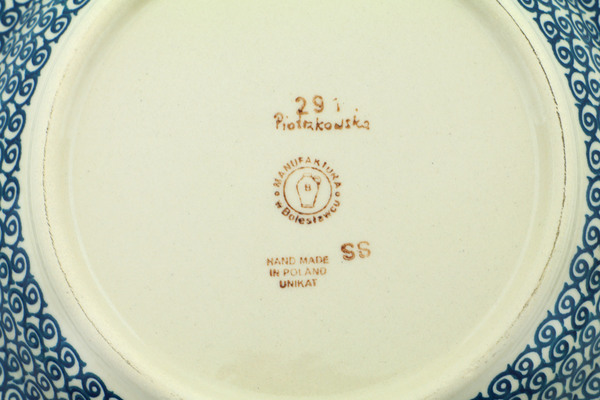 291
Piotrkowska
MANUFAKTURA
w Bolesławcu
B
SS
HAND MADE
IN POLAND
UNIKAT